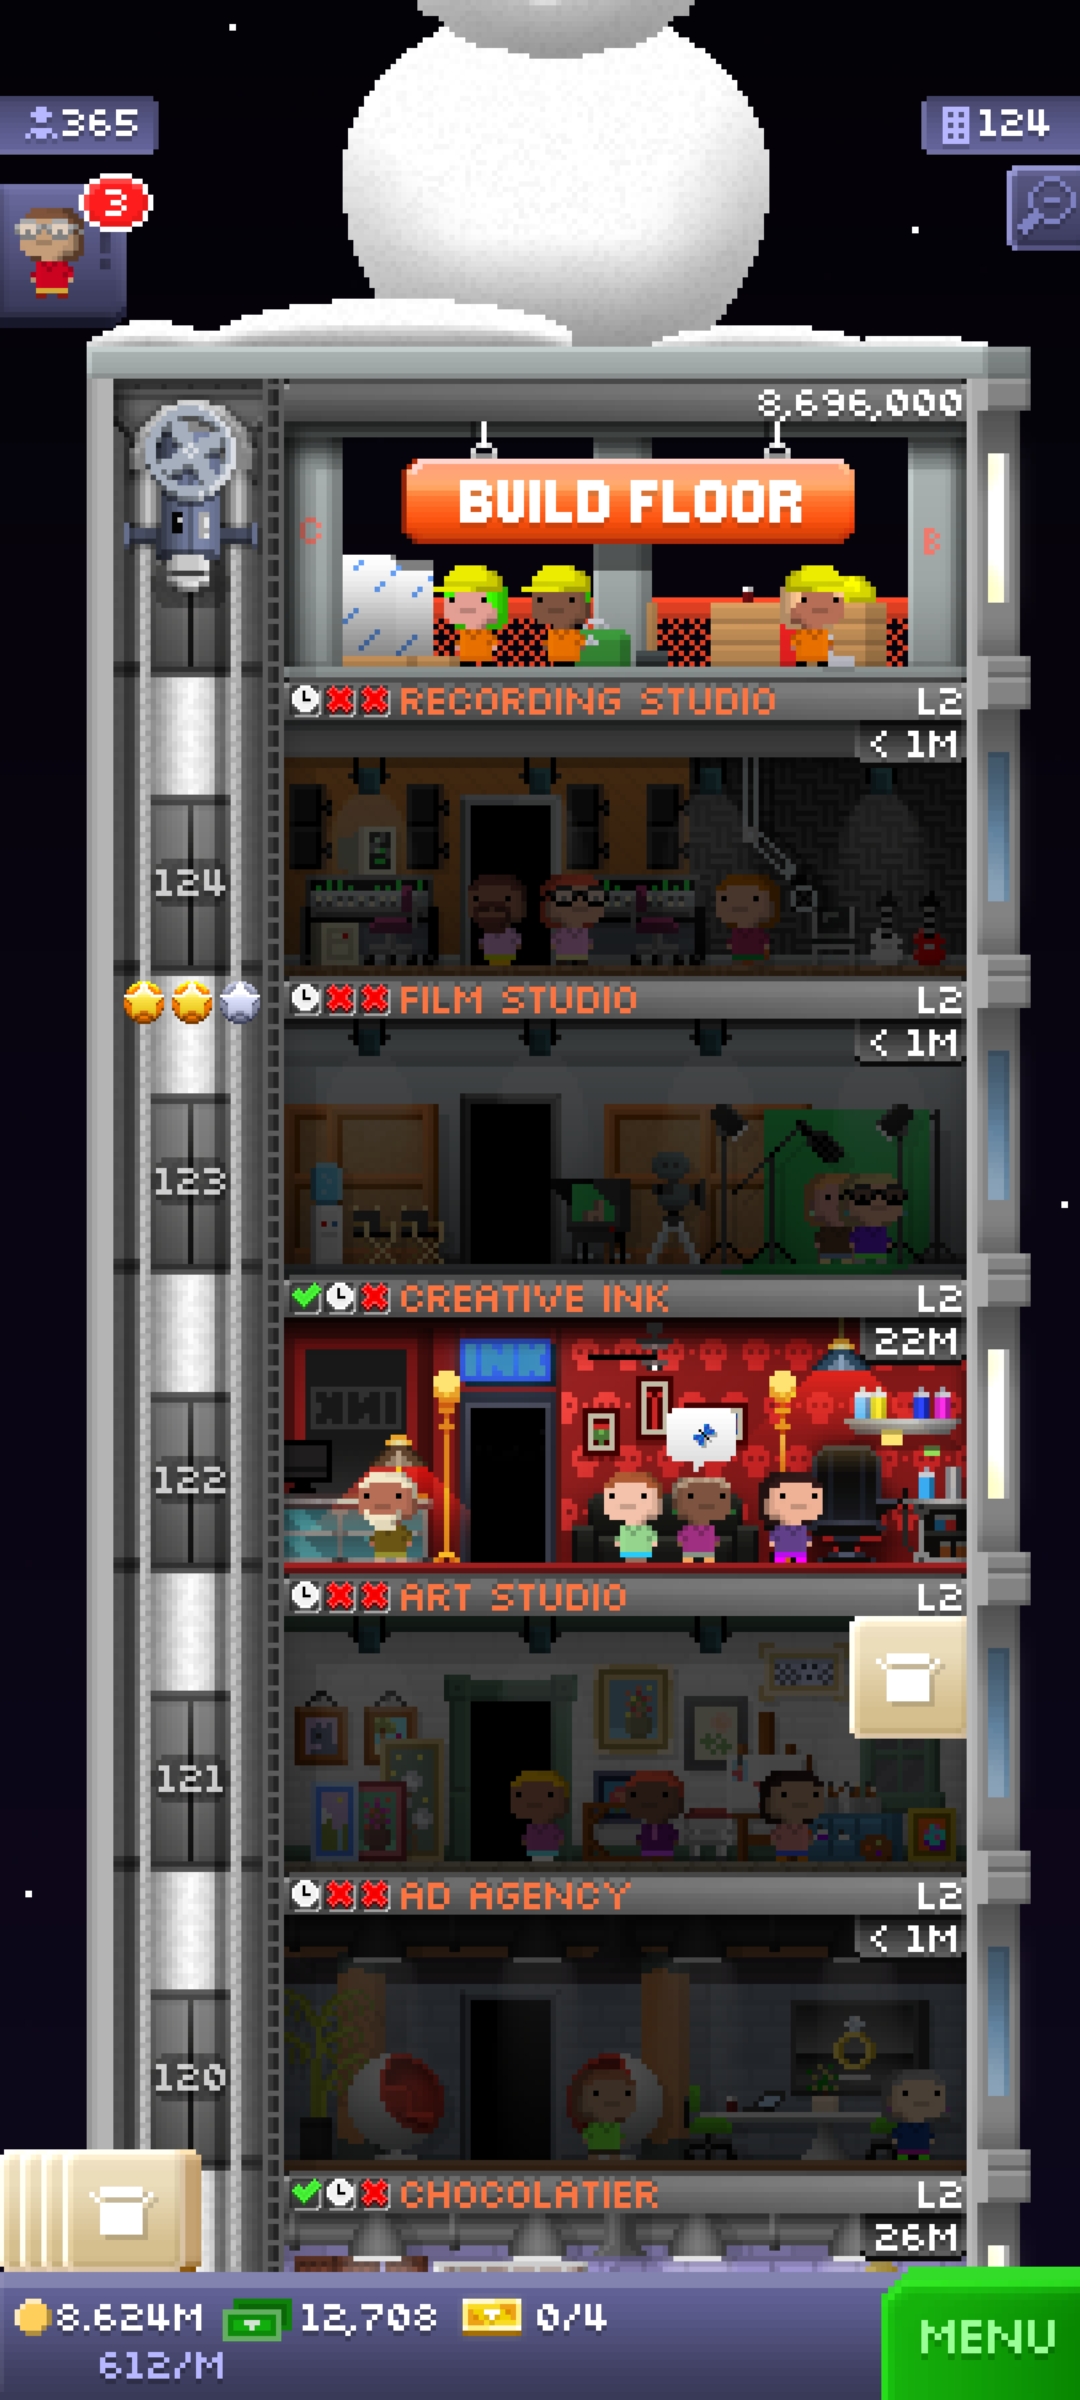 365
124
3
8,696,000
BUILD FLOOR
C
B
RECORDING STUDIO
L2
< 1M
124
FILM STUDIO
L2
< 1M
123
CREATIVE INK
L2
22M
INK
INK
122
ART STUDIO
L2
121
AD AGENCY
L2
< 1M
120
CHOCOLATIER
L2
26M
8.624M
12,708
0/4
612/M
MENU